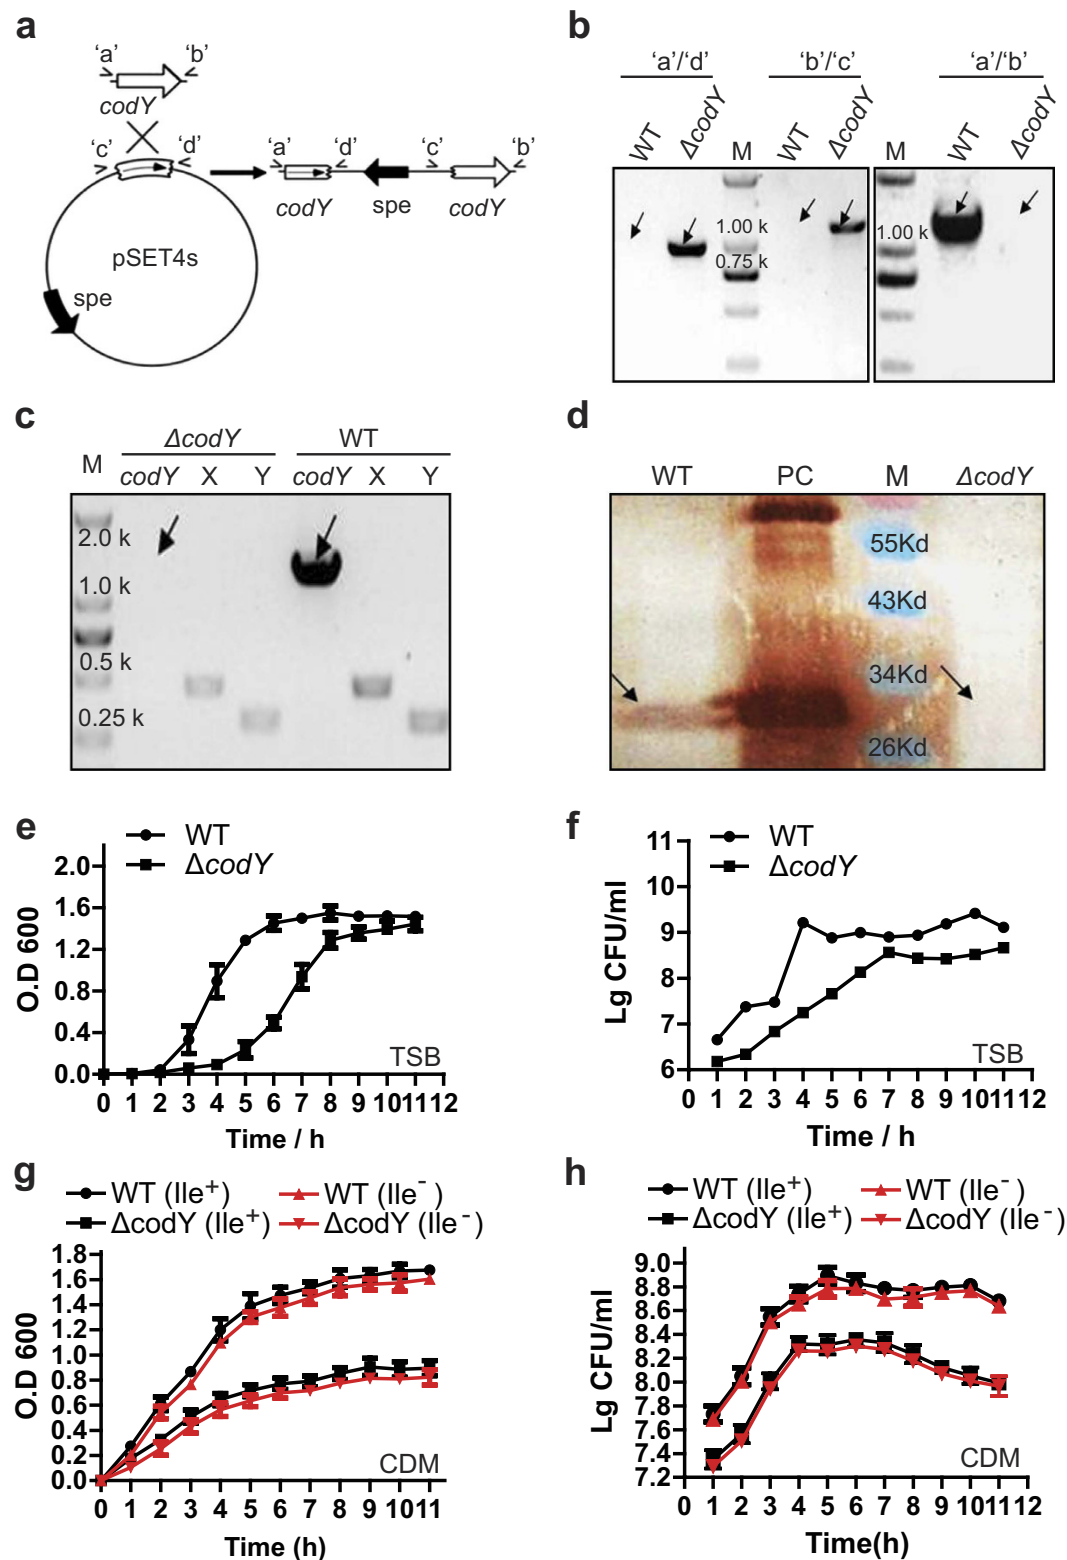 a
'a' 'b'
codY
'c' 'd'
'a' 'd' 'c' 'b'
codY spe codY
pSET4s
spe
b
'a'/'d' 'b'/'c' 'a'/'b'
WT ΔcodY M WT ΔcodY M WT ΔcodY
1.00 k 1.00 k
0.75 k
c
ΔcodY WT
M codY X Y codY X Y
2.0 k
1.0 k
0.5 k
0.25 k
d
WT PC M ΔcodY
55Kd
43Kd
34Kd
26Kd
e
WT
ΔcodY
O.D 600
2.0
1.6
1.2
0.8
0.4
0.0
TSB
0 1 2 3 4 5 6 7 8 9 10 11 12
Time / h
f
WT
ΔcodY
Lg CFU/ml
11
10
9
8
7
6
TSB
0 1 2 3 4 5 6 7 8 9 10 11 12
Time / h
g
WT (Ile⁺) WT (Ile⁻)
ΔcodY (Ile⁺) ΔcodY (Ile⁻)
O.D 600
1.8
1.6
1.4
1.2
1.0
0.8
0.6
0.4
0.2
0.0
CDM
0 1 2 3 4 5 6 7 8 9 10 11
Time (h)
h
WT (Ile⁺) WT (Ile⁻)
ΔcodY (Ile⁺) ΔcodY (Ile⁻)
Lg CFU/ml
9.0
8.8
8.6
8.4
8.2
8.0
7.8
7.6
7.4
7.2
CDM
0 1 2 3 4 5 6 7 8 9 10 11 12
Time(h)